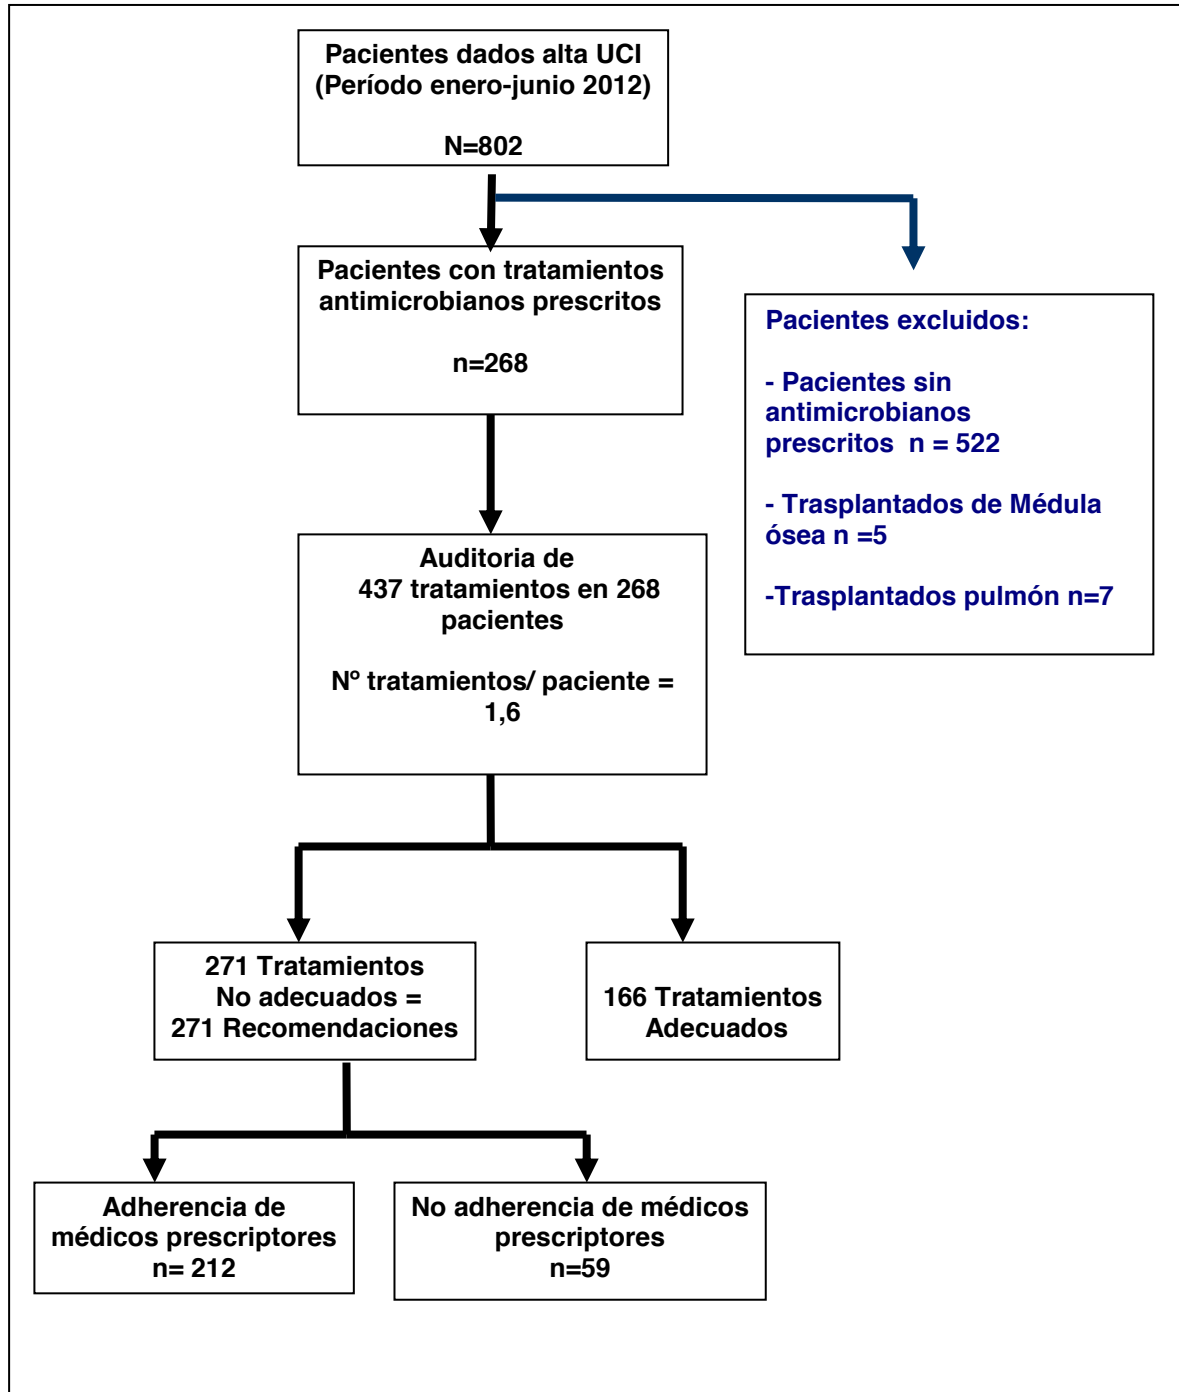 Pacientes dados alta UCI
(Período enero-junio 2012)
N=802
Pacientes con tratamientos
antimicrobianos prescritos
n=268
Pacientes excluidos:
- Pacientes sin
antimicrobianos
prescritos  n = 522
- Trasplantados de Médula
ósea n =5
-Trasplantados pulmón n=7
Auditoria de
437 tratamientos en 268
pacientes
Nº tratamientos/ paciente =
1,6
271 Tratamientos
No adecuados =
271 Recomendaciones
166 Tratamientos
Adecuados
Adherencia de
médicos prescriptores
n= 212
No adherencia de médicos
prescriptores
n=59